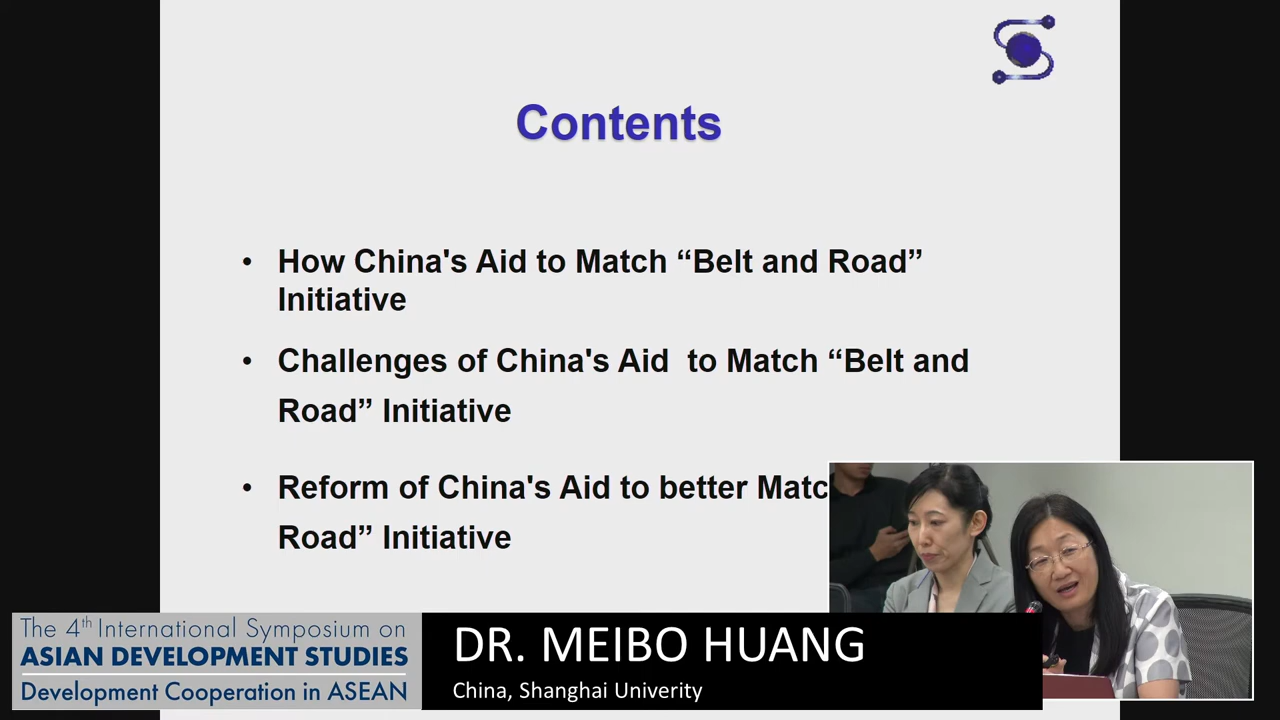 Contents
• How China's Aid to Match “Belt and Road”
Initiative
• Challenges of China's Aid to Match “Belt and
Road” Initiative
• Reform of China's Aid to better Matc
Road” Initiative
The 4th International Symposium on
ASIAN DEVELOPMENT STUDIES
Development Cooperation in ASEAN
DR. MEIBO HUANG
China, Shanghai Univerity